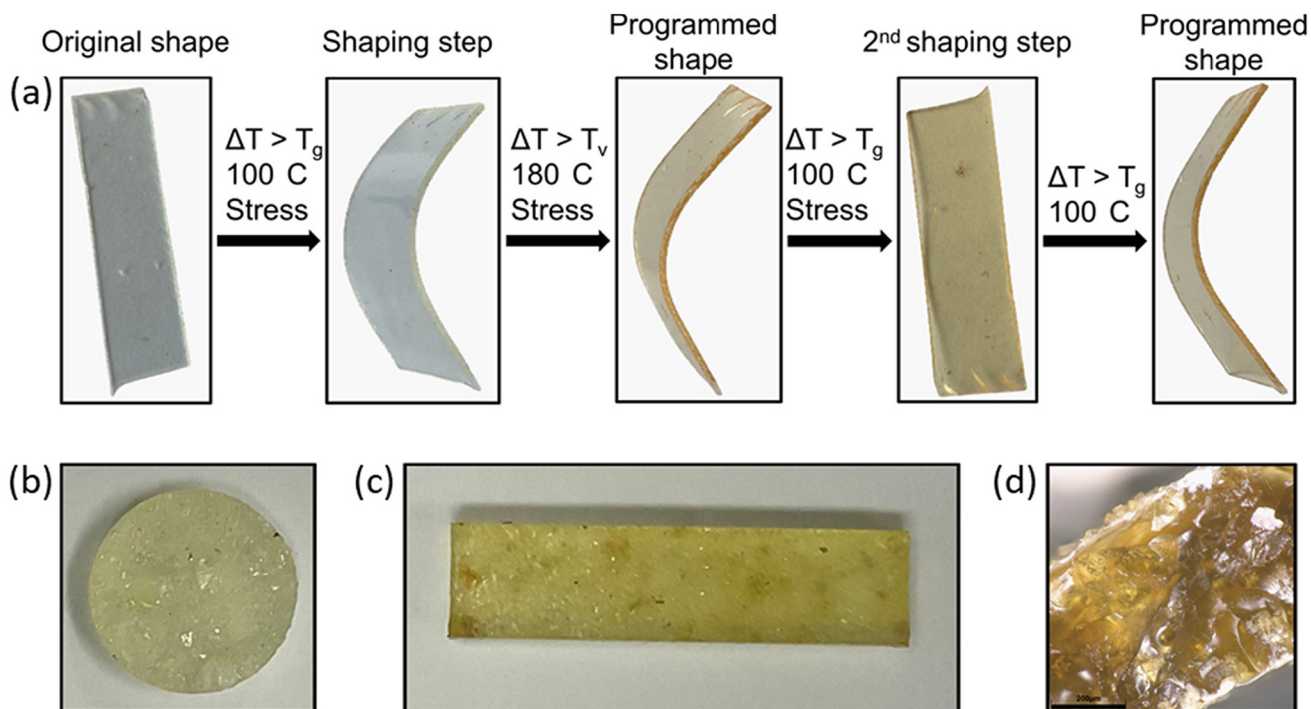 Original shape
Shaping step
Programmed
shape
2nd shaping step
Programmed
shape
(a)
ΔT > Tg
100 C
Stress
ΔT > Tv
180 C
Stress
ΔT > Tg
100 C
Stress
ΔT > Tg
100 C
(b)
(c)
(d)
200µm